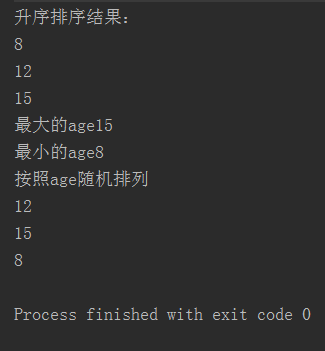 升序排序结果：
8
12
15
最大的age15
最小的age8
按照age随机排列
12
15
8
Process finished with exit code 0